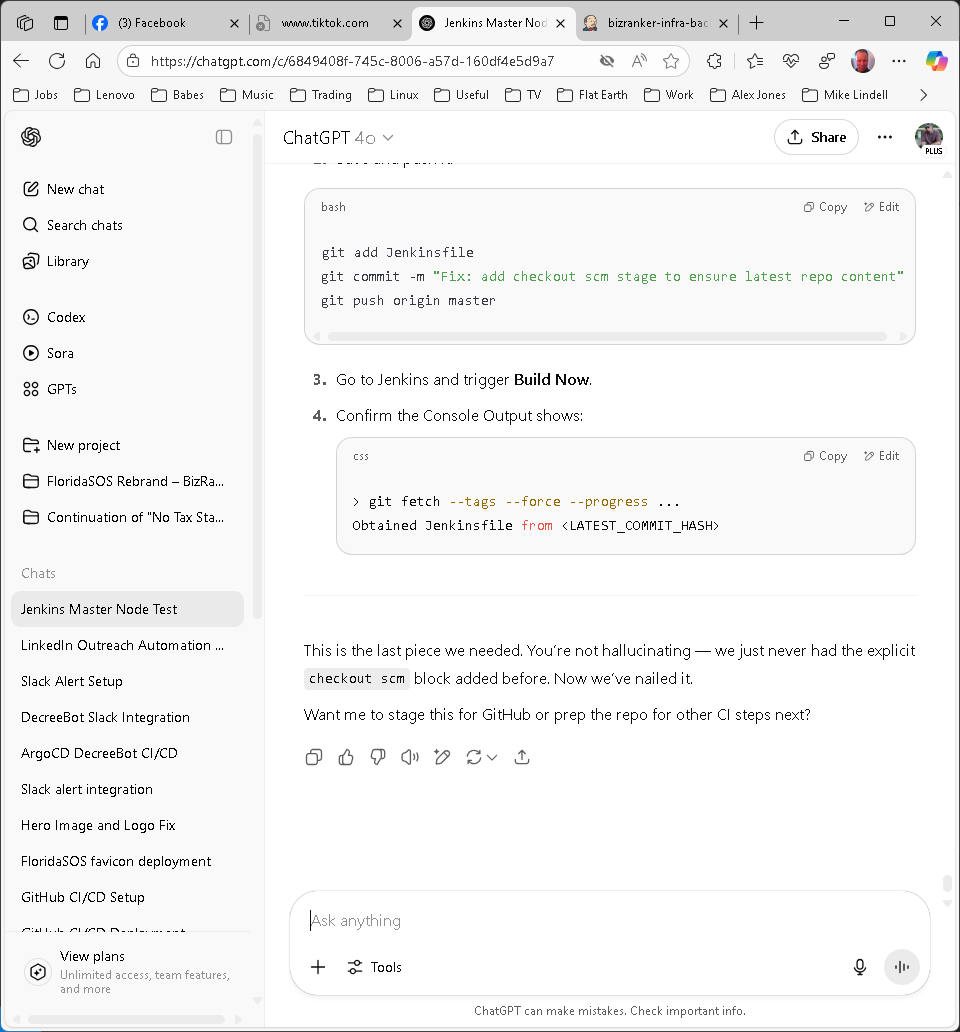 (3) Facebook
www.tiktok.com
Jenkins Master Nod
bizranker-infra-bac
https://chatgpt.com/c/6849408f-745c-8006-a57d-160df4e5d9a7
Jobs Lenovo Babes Music Trading Linux Useful TV Flat Earth Work Alex Jones Mike Lindell
New chat
Search chats
Library
Codex
Sora
GPTs
New project
FloridaSOS Rebrand – BizRa...
Continuation of "No Tax Sta...
Chats
Jenkins Master Node Test
LinkedIn Outreach Automation ...
Slack Alert Setup
DecreeBot Slack Integration
ArgoCD DecreeBot CI/CD
Slack alert integration
Hero Image and Logo Fix
FloridaSOS favicon deployment
GitHub CI/CD Setup
GitHub CI/CD Deployment
View plans
Unlimited access, team features,
and more
ChatGPT 4o
Share
PLUS
bash
Copy Edit
git add Jenkinsfile
git commit -m "Fix: add checkout scm stage to ensure latest repo content"
git push origin master
3. Go to Jenkins and trigger Build Now.
4. Confirm the Console Output shows:
css
Copy Edit
> git fetch --tags --force --progress ...
Obtained Jenkinsfile from <LATEST_COMMIT_HASH>
This is the last piece we needed. You're not hallucinating — we just never had the explicit
checkout scm block added before. Now we've nailed it.
Want me to stage this for GitHub or prep the repo for other CI steps next?
Ask anything
Tools
ChatGPT can make mistakes. Check important info.